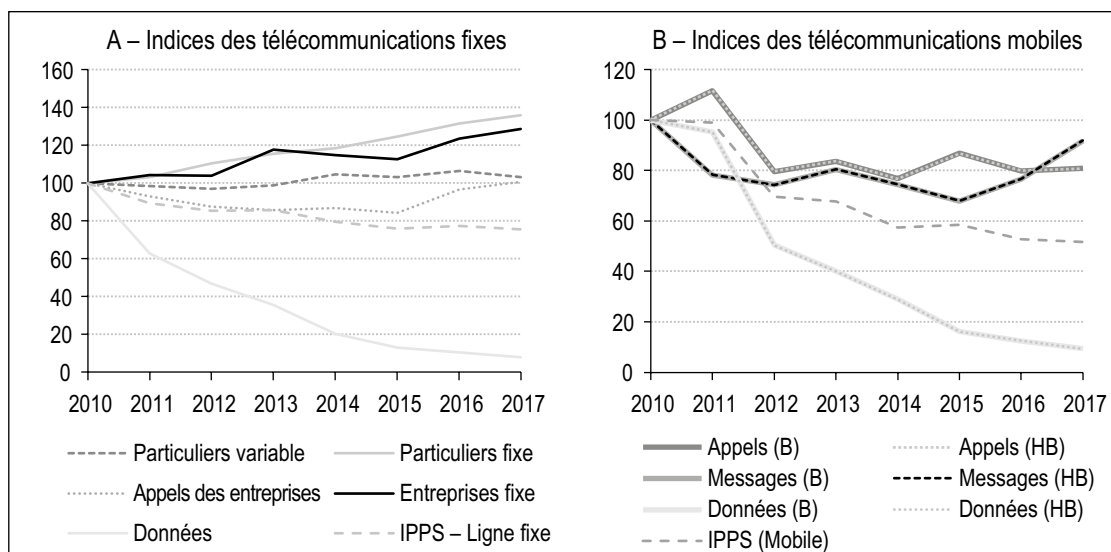 A – Indices des télécommunications fixes
160
140
120
100
80
60
40
20
0
2010 2011 2012 2013 2014 2015 2016 2017
Particuliers variable
Particuliers fixe
Appels des entreprises
Entreprises fixe
Données
IPPS – Ligne fixe
B – Indices des télécommunications mobiles
120
100
80
60
40
20
0
2010 2011 2012 2013 2014 2015 2016 2017
Appels (B)
Appels (HB)
Messages (B)
Messages (HB)
Données (B)
Données (HB)
IPPS (Mobile)